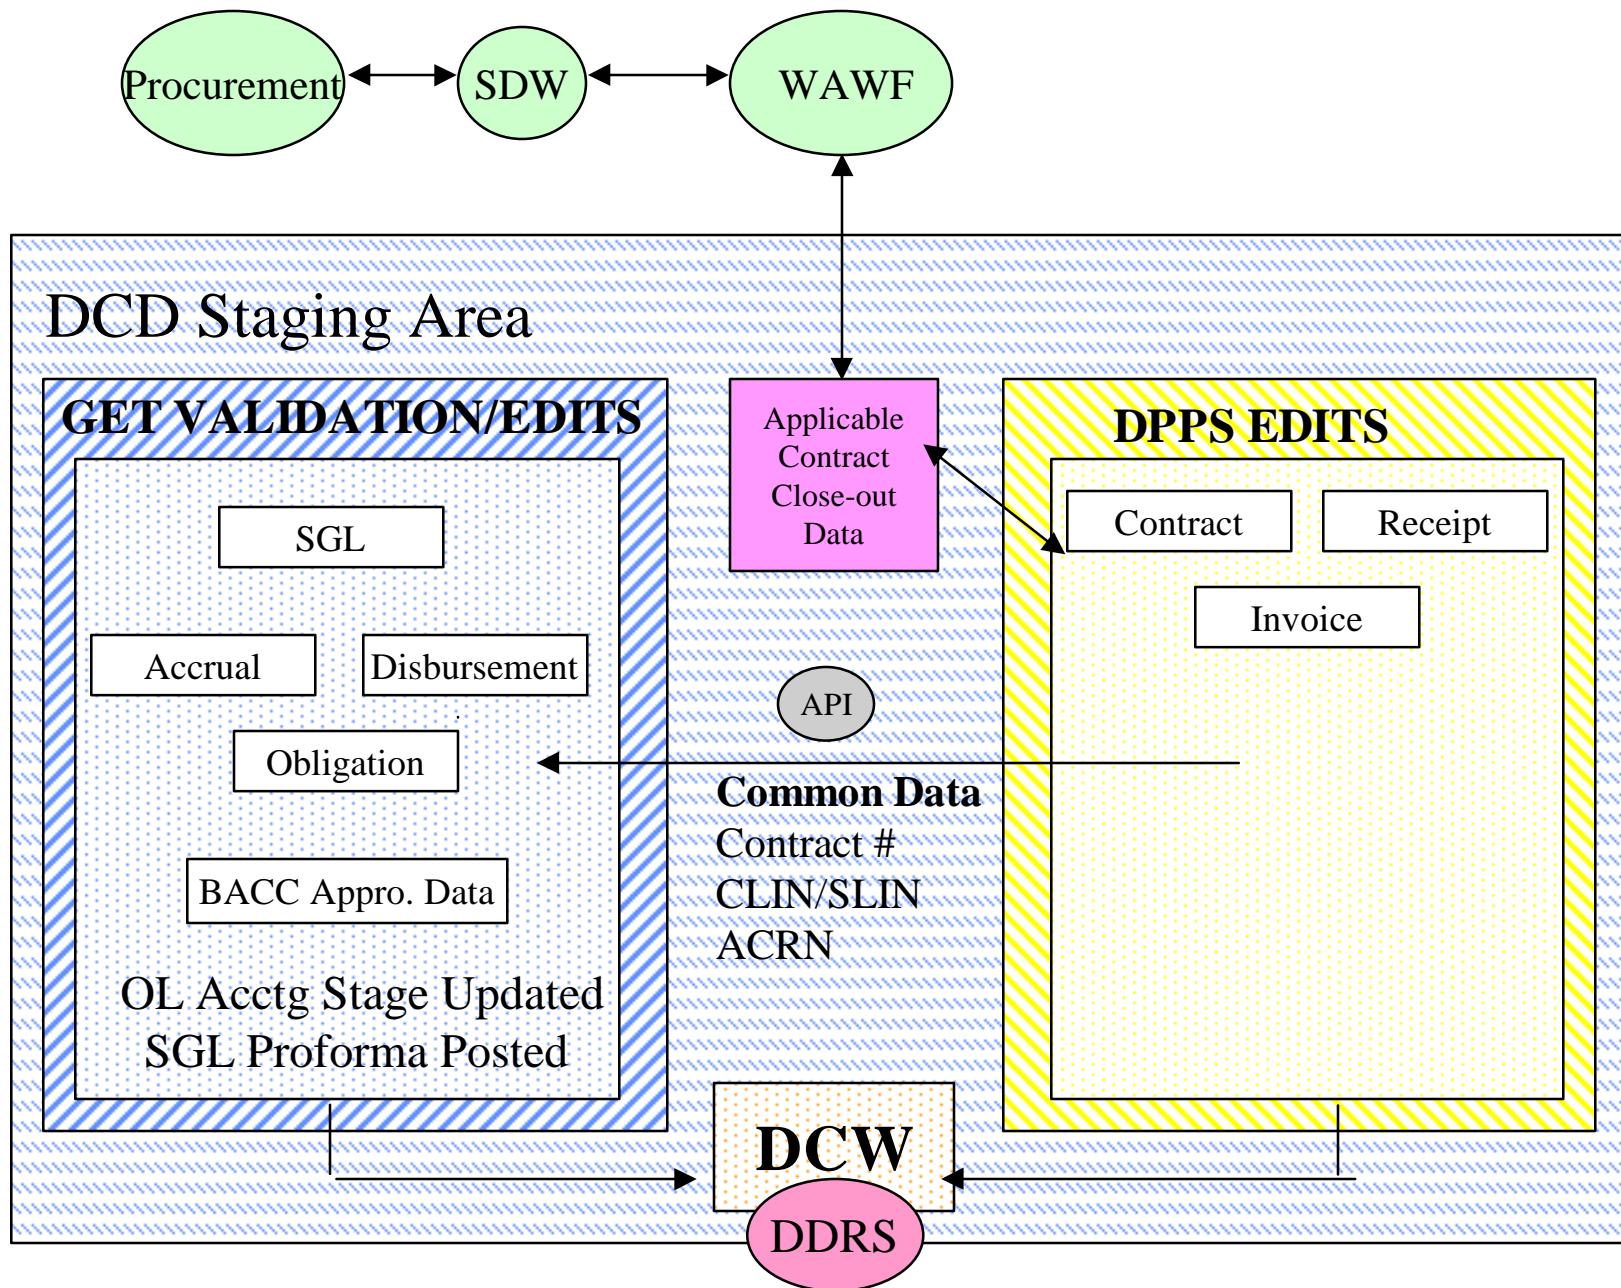 Procurement
SDW
WAWF
DCD Staging Area
GET VALIDATION/EDITS
SGL
Accrual
Disbursement
Obligation
BACC Appro. Data
OL Acctg Stage Updated
SGL Proforma Posted
Applicable
Contract
Close-out
Data
API
Common Data
Contract #
CLIN/SLIN
ACRN
DPPS EDITS
Contract
Receipt
Invoice
DCW
DDRS